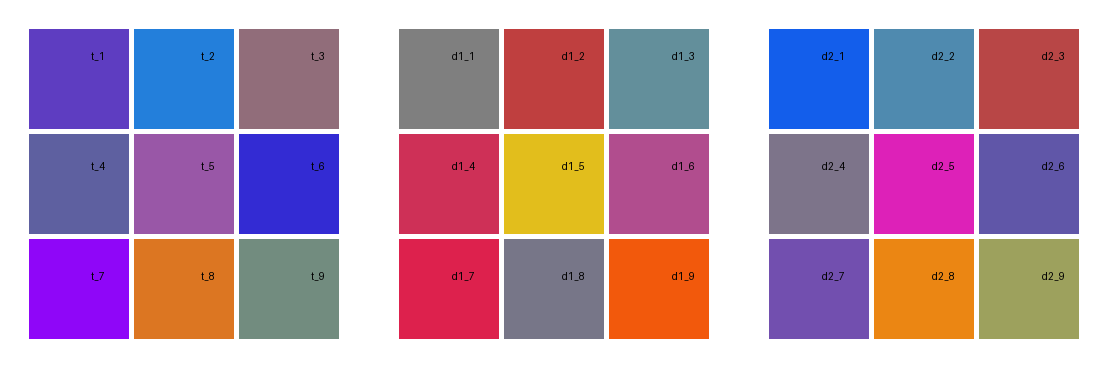 t_1 t_2 t_3 d1_1 d1_2 d1_3 d2_1 d2_2 d2_3
t_4 t_5 t_6 d1_4 d1_5 d1_6 d2_4 d2_5 d2_6
t_7 t_8 t_9 d1_7 d1_8 d1_9 d2_7 d2_8 d2_9